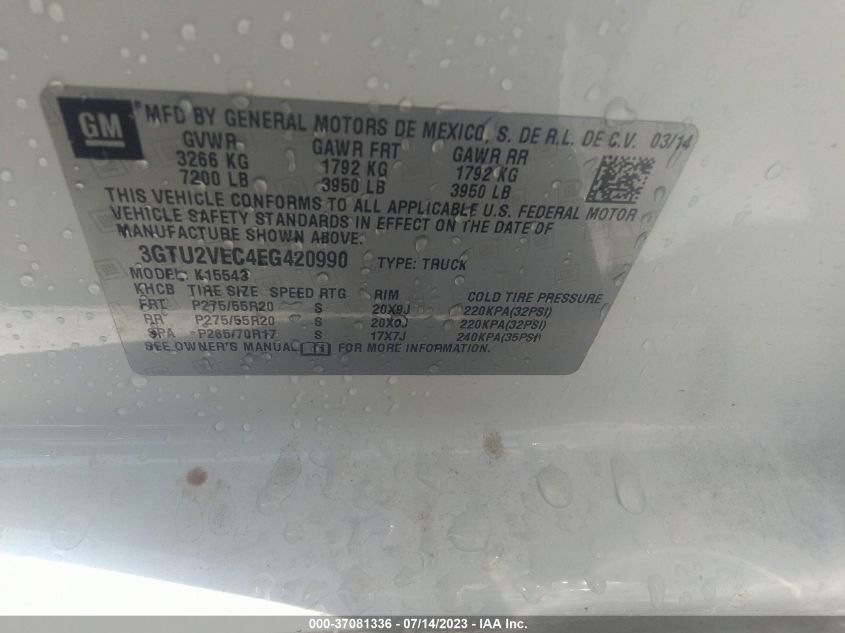 GM
MFD BY GENERAL MOTORS DE MEXICO, S. DE R.L. DE C.V. 03/14
GVWR GAWR FRT GAWR RR
3266 KG 1792 KG 1792 KG
7200 LB 3950 LB 3950 LB
THIS VEHICLE CONFORMS TO ALL APPLICABLE U.S. FEDERAL MOTOR
VEHICLE SAFETY STANDARDS IN EFFECT ON THE DATE OF
MANUFACTURE SHOWN ABOVE.
3GTU2VEC4EG420990 TYPE: TRUCK
MODEL: K15543
KHCB TIRE SIZE SPEED RTG RIM COLD TIRE PRESSURE
FRT P275/55R20 S 20X9J 220KPA(32PSI)
RR P275/55R20 S 20X9J 220KPA(32PSI)
SPA P265/70R17 S 17X7J 240KPA(35PSI)
SEE OWNER'S MANUAL FOR MORE INFORMATION.
000-37081336 - 07/14/2023 - Copyright © 2023 IAA, Inc.